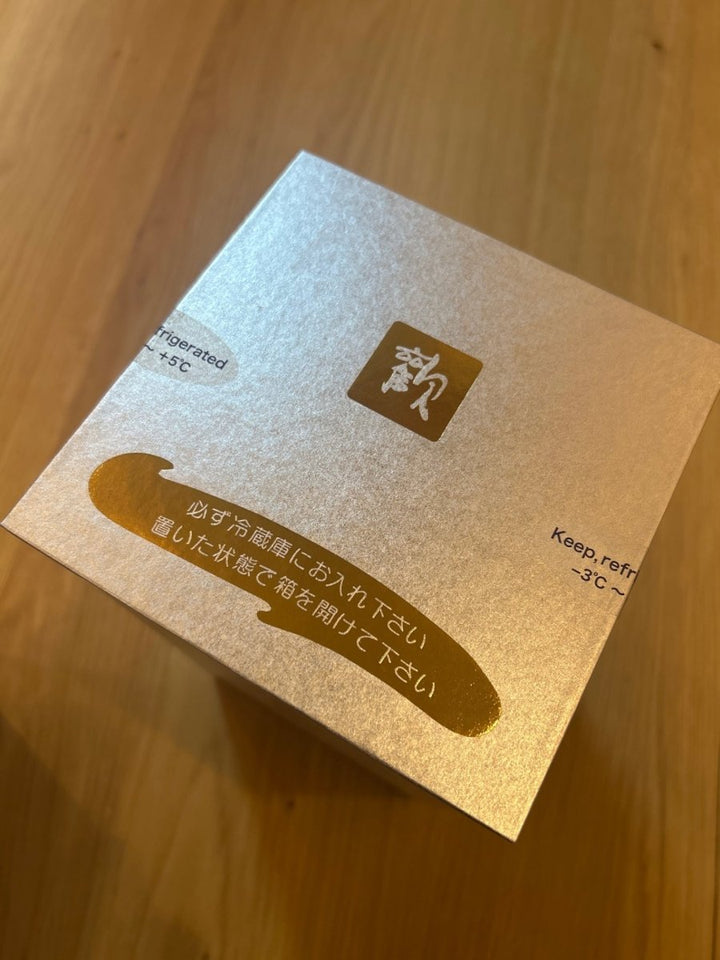 frigerated
～ +5℃
必ず冷蔵庫にお入れ下さい
置いた状態で箱を開けて下さい
Keep, refr
−3℃ ～